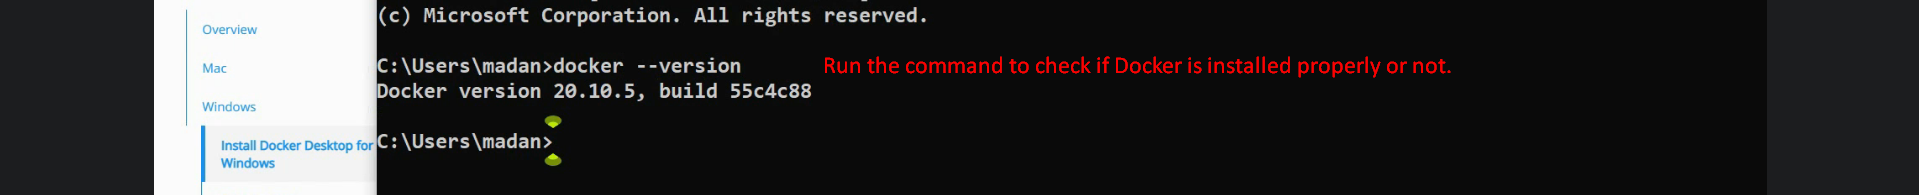 Overview
Mac
Windows
Install Docker Desktop for
Windows
(c) Microsoft Corporation. All rights reserved.
C:\Users\madan>docker --version
Run the command to check if Docker is installed properly or not.
Docker version 20.10.5, build 55c4c88
C:\Users\madan>